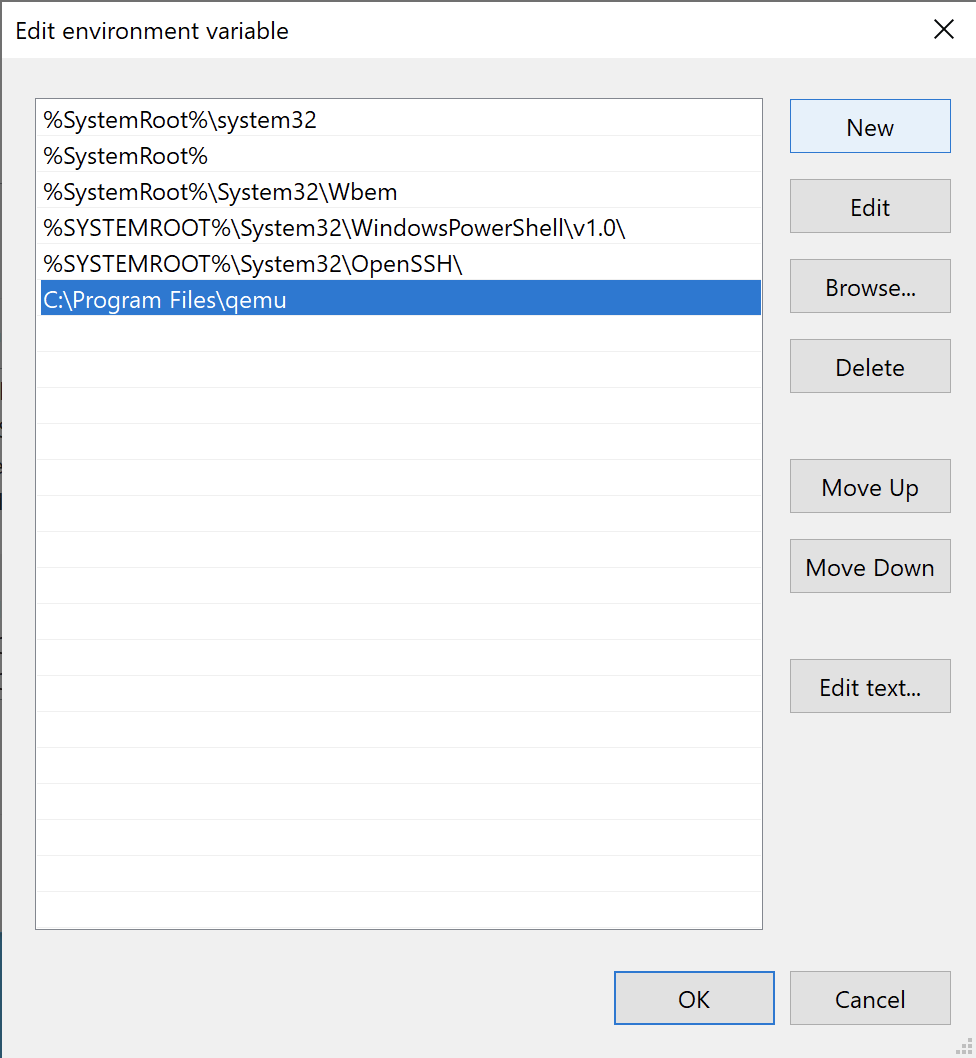 Edit environment variable
%SystemRoot%\system32
%SystemRoot%
%SystemRoot%\System32\Wbem
%SYSTEMROOT%\System32\WindowsPowerShell\v1.0\
%SYSTEMROOT%\System32\OpenSSH\
C:\Program Files\qemu
New
Edit
Browse...
Delete
Move Up
Move Down
Edit text...
OK
Cancel